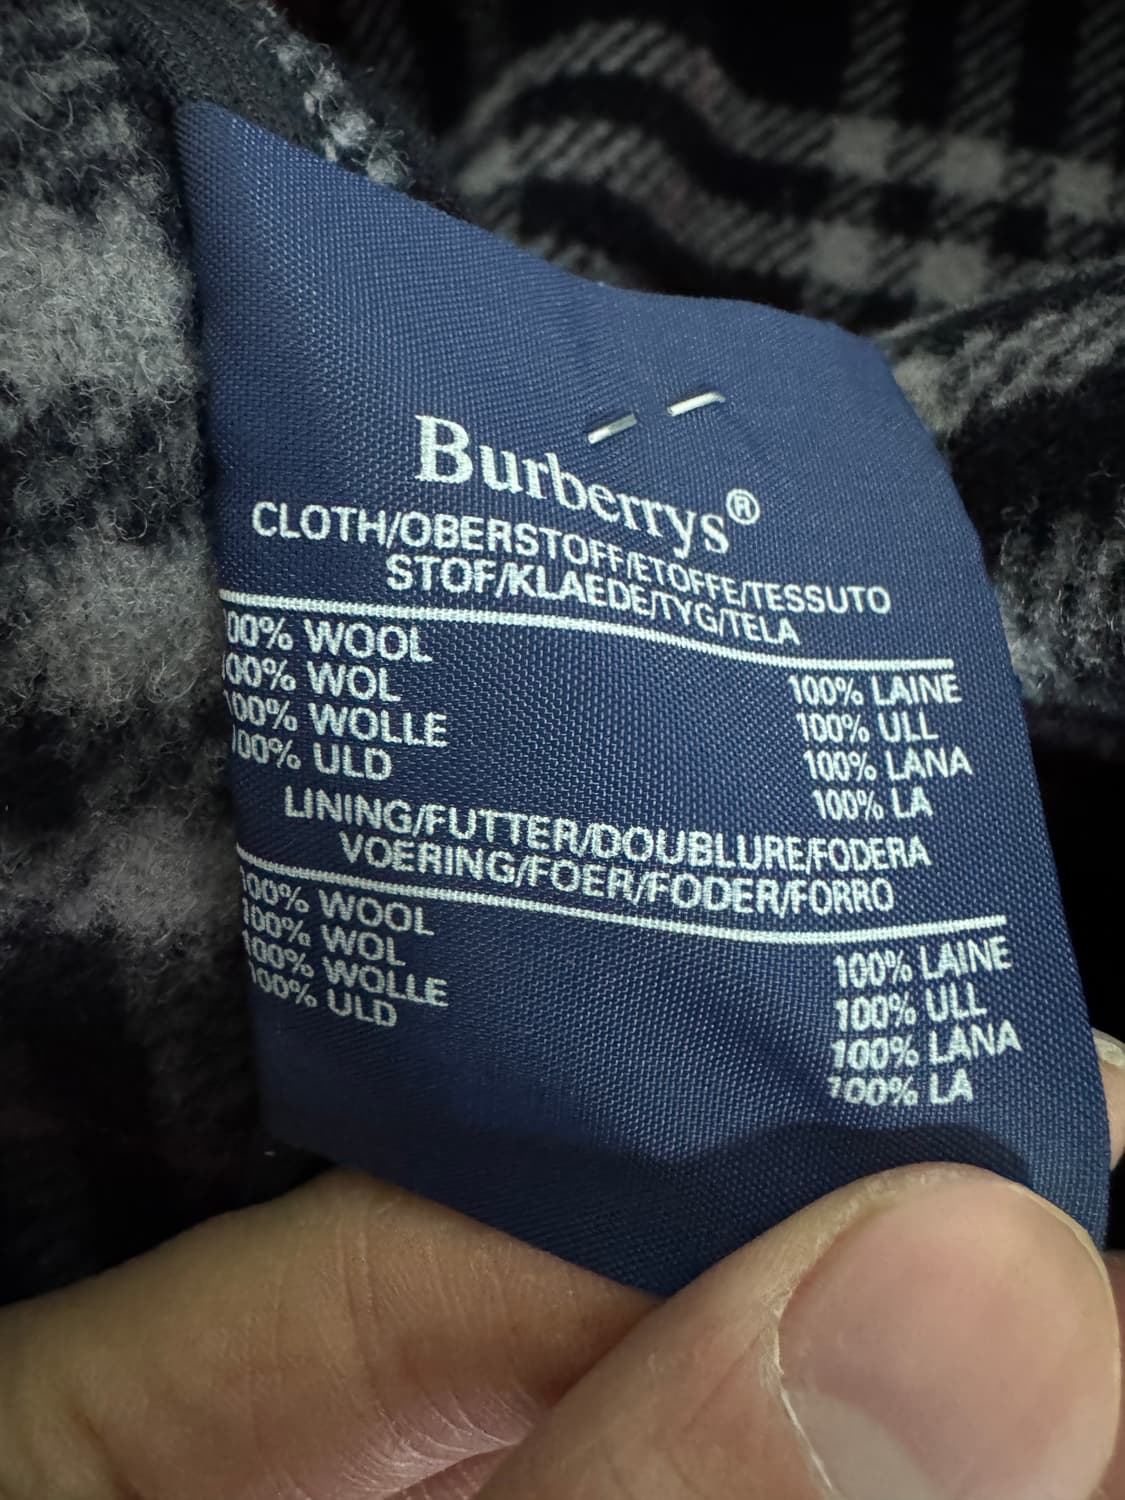 Burberrys®
CLOTH/OBERSTOFF/ETOFFE/TESSUTO
STOF/KLAEDE/TYG/TELA
100% WOOL
100% WOL
100% WOLLE
100% ULD
100% LAINE
100% ULL
100% LANA
100% LA
LINING/FUTTER/DOUBLURE/FODERA
VOERING/FOER/FODER/FORRO
100% WOOL
100% WOL
100% WOLLE
100% ULD
100% LAINE
100% ULL
100% LANA
100% LA